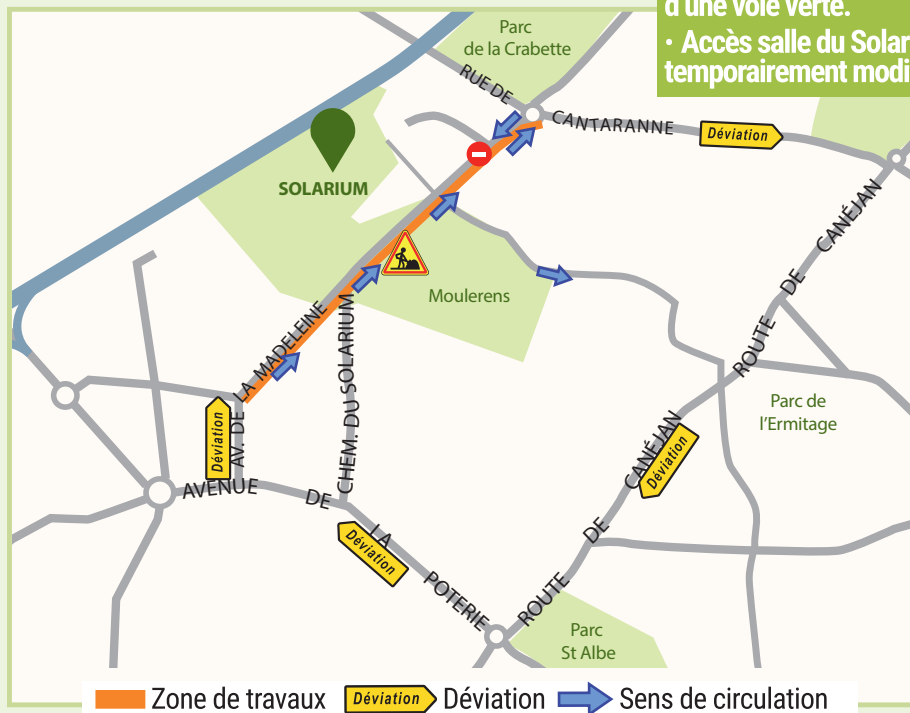 d'une voie verte.
• Accès salle du Solar
temporairement modi
Parc
de la Crabette
RUE DE CANTARANNE
Déviation
SOLARIUM
ROUTE DE CANÉJAN
Moulerens
AV. DE LA MADELEINE
CHEM. DU SOLARIUM
Parc de
l'Ermitage
Déviation
Déviation
AVENUE DE LA POTERIE
Déviation
ROUTE DE CANÉJAN
Parc
St Albe
Zone de travaux
Déviation Déviation
Sens de circulation